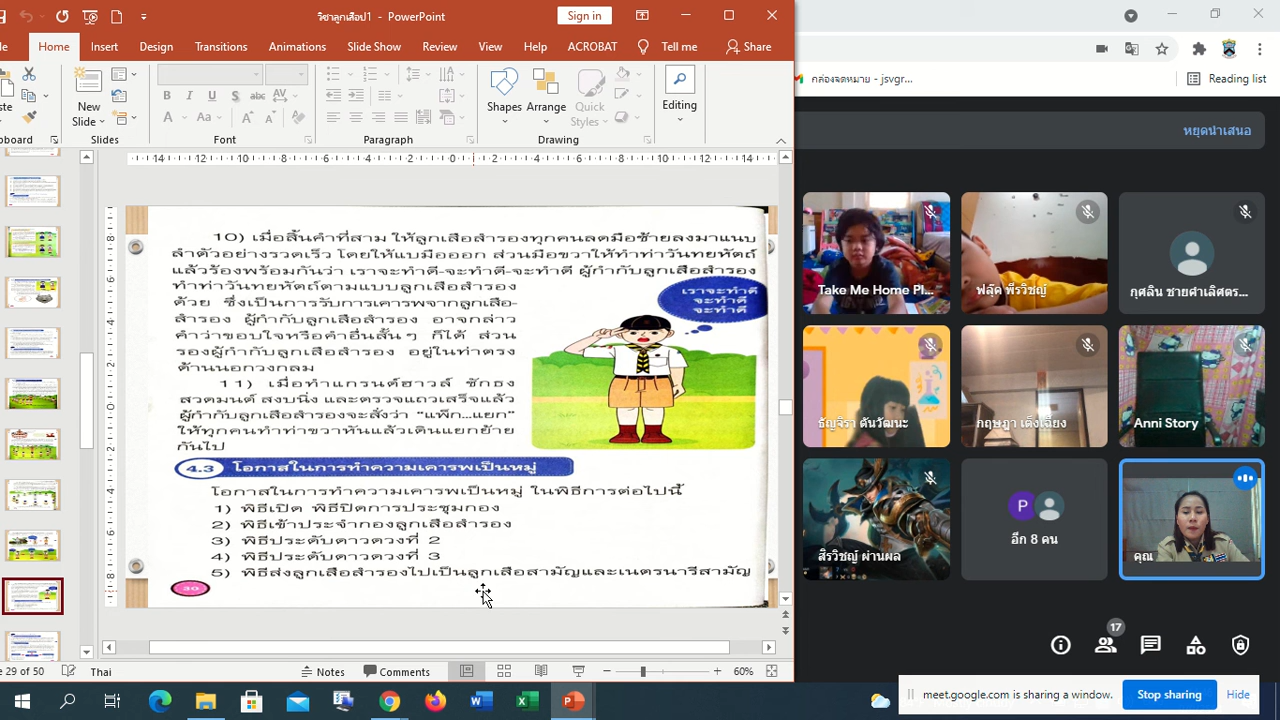 วิชาลูกเสือป1 - PowerPoint
Sign in
Home Insert Design Transitions Animations Slide Show Review View Help ACROBAT Tell me Share
New Slide
Shapes Arrange Quick Styles
Editing
Slides Font Paragraph Drawing
10) เมื่อสิ้นคำที่สาม ให้ลูกเสือสำรองทุกคนลดมือซ้ายลงมาแนบ
ลำตัวอย่างรวดเร็ว โดยให้แบมือออก ส่วนมือขวาให้ทำท่าวันทยหัตถ์
แล้วร้องพร้อมกันว่า เราจะทำดี-จะทำดี-จะทำดี ผู้กำกับลูกเสือสำรอง
ทำท่าวันทยหัตถ์ตามแบบลูกเสือสำรอง
ด้วย ซึ่งเป็นการรับการเคารพจากลูกเสือ-
สำรอง ผู้กำกับลูกเสือสำรอง อาจกล่าว
คำว่าขอบใจหรือคำอื่นสั้น ๆ ก็ได้ ส่วน
รองผู้กำกับลูกเสือสำรอง อยู่ในท่าตรง
ด้านนอกวงกลม
เราจะทำดี
จะทำดี
จะทำดี
11) เมื่อทำแกรนด์ฮาวล์ ชักธง
สวดมนต์ สงบนิ่ง และตรวจแถวเสร็จแล้ว
ผู้กำกับลูกเสือสำรองจะสั่งว่า “แพ็ก...แยก”
ให้ทุกคนทำท่าขวาหันแล้วเดินแยกย้าย
กันไป
4.3 โอกาสในการทำความเคารพเป็นหมู่
โอกาสในการทำความเคารพเป็นหมู่ ในพิธีการต่อไปนี้
1) พิธีเปิด พิธีปิดการประชุมกอง
2) พิธีเข้าประจำกองลูกเสือสำรอง
3) พิธีประดับดาวดวงที่ 2
4) พิธีประดับดาวดวงที่ 3
5) พิธีส่งลูกเสือสำรองไปเป็นลูกเสือสามัญและเนตรนารีสามัญ
30
29 of 50 Thai Notes Comments 60%
กล่องจดหมาย - jsvgr...
Reading list
หยุดนำเสนอ
Take Me Home Pl...
ฟลุ๊ค พีรวิชญ์
กุศลิน ชายคำเลิศตร...
ธัญจิรา ตันวัฒนะ
กฤษฎา เต็งเฉี้ยง
Anni Story
สิรวิชญ์ ผ่านผล
P
อีก 8 คน
คุณ
17
meet.google.com is sharing a window. Stop sharing Hide